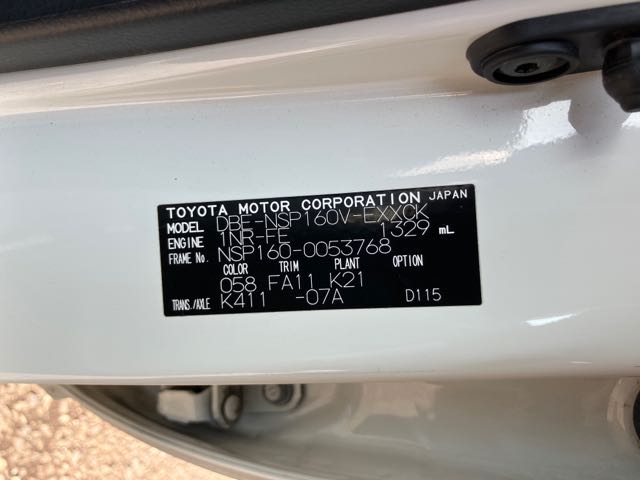 TOYOTA MOTOR CORPORATION JAPAN
MODEL DBE-NSP160V-EXXCK
ENGINE 1NR-FE 1329 mL
FRAME No. NSP160-0053768
COLOR TRIM PLANT OPTION
058 FA11 K21
TRANS./AXLE K411 -07A D115